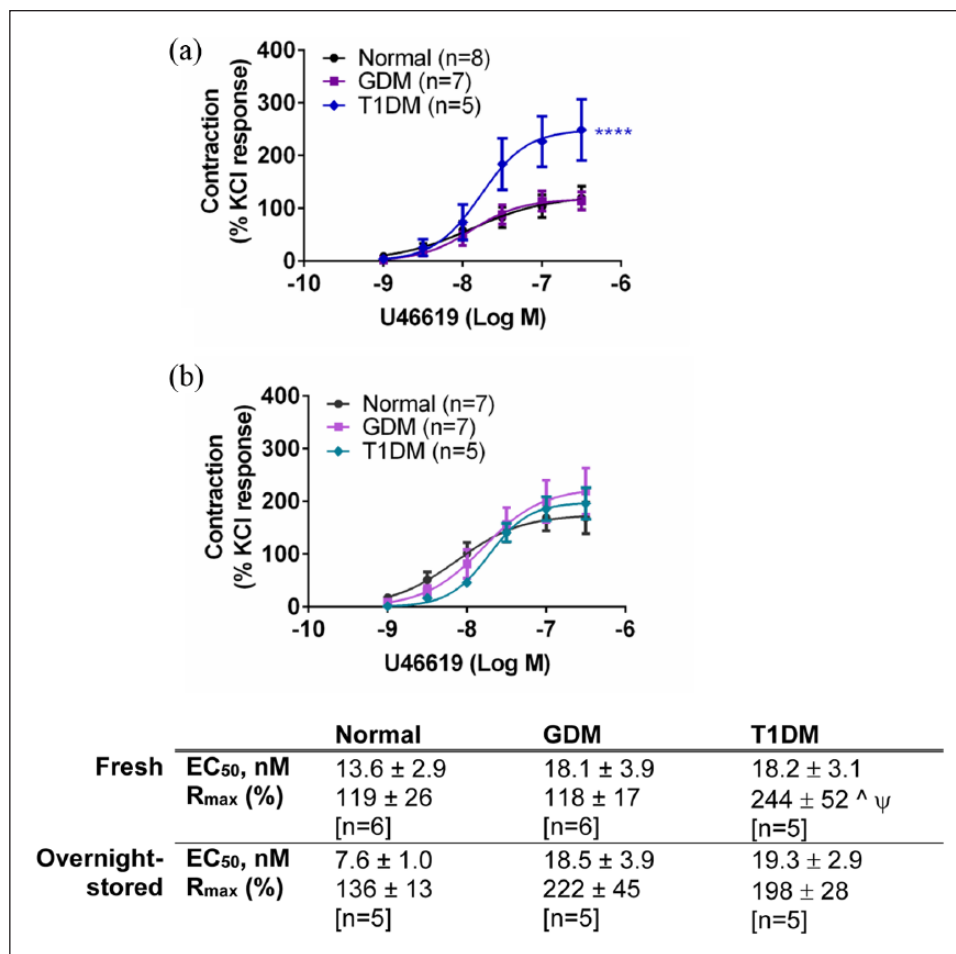 (a)
400
300
200
100
0
Contraction
(% KCl response)
Normal (n=8)
GDM (n=7)
T1DM (n=5)
****
-10 -9 -8 -7 -6
U46619 (Log M)
(b)
400
300
200
100
0
Contraction
(% KCl response)
Normal (n=7)
GDM (n=7)
T1DM (n=5)
-10 -9 -8 -7 -6
U46619 (Log M)
Normal GDM T1DM
Fresh EC₅₀, nM 13.6 ± 2.9 18.1 ± 3.9 18.2 ± 3.1
Rmax (%) 119 ± 26 118 ± 17 244 ± 52 ^ ψ
[n=6] [n=6] [n=5]
Overnight- EC₅₀, nM 7.6 ± 1.0 18.5 ± 3.9 19.3 ± 2.9
stored Rmax (%) 136 ± 13 222 ± 45 198 ± 28
[n=5] [n=5] [n=5]